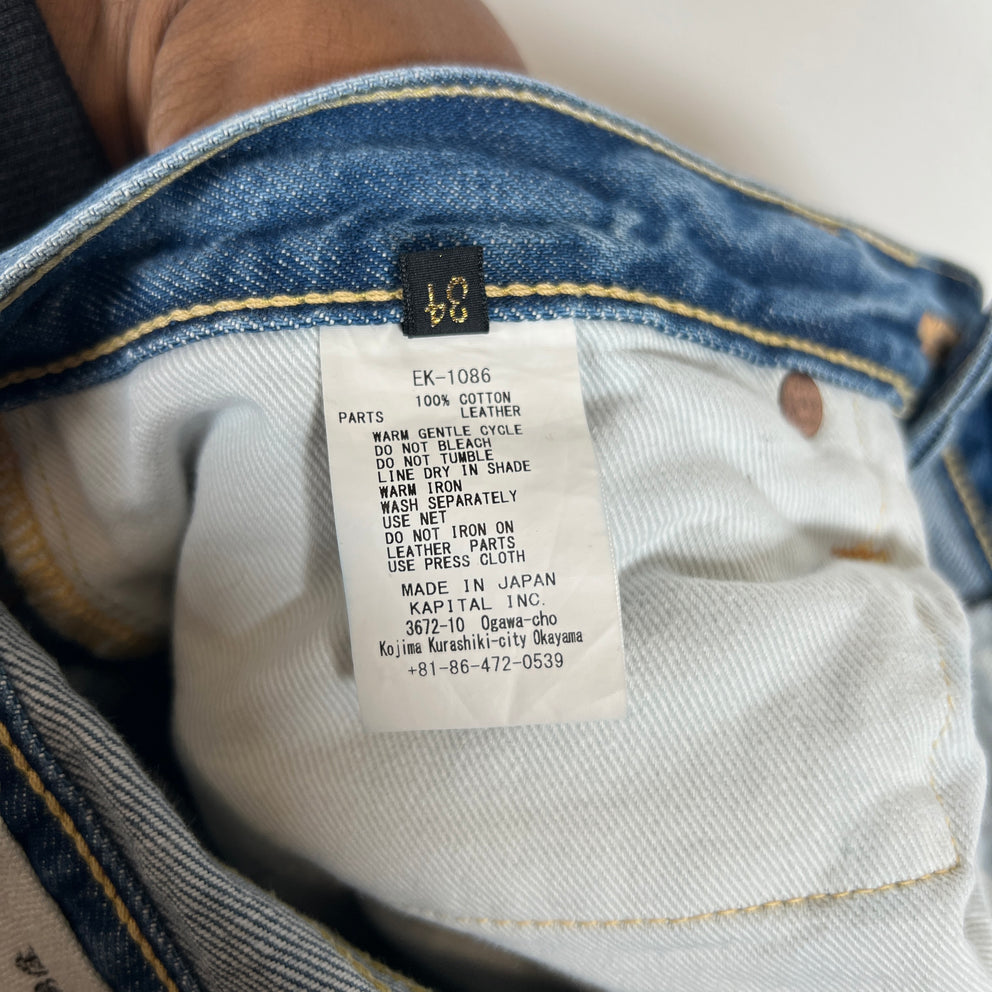 34
EK-1086
100% COTTON
PARTS LEATHER
WARM GENTLE CYCLE
DO NOT BLEACH
DO NOT TUMBLE
LINE DRY IN SHADE
WARM IRON
WASH SEPARATELY
USE NET
DO NOT IRON ON
LEATHER PARTS
USE PRESS CLOTH
MADE IN JAPAN
KAPITAL INC.
3672-10 Ogawa-cho
Kojima Kurashiki-city Okayama
+81-86-472-0539